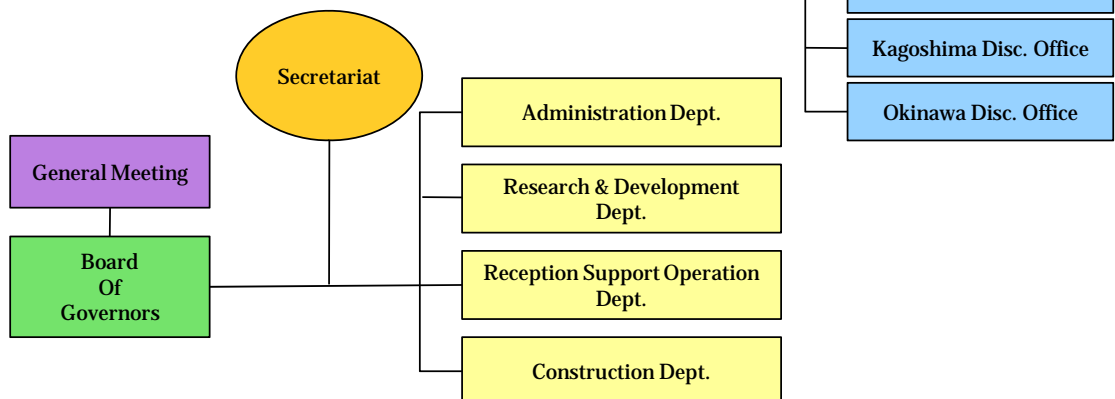 Kagoshima Disc. Office
Secretariat
Administration Dept.
Okinawa Disc. Office
General Meeting
Research & Development
Dept.
Board
Of
Governors
Reception Support Operation
Dept.
Construction Dept.